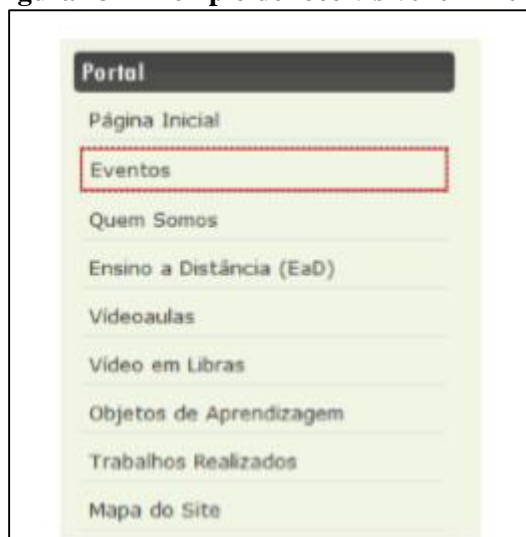 Portal
Página Inicial
Eventos
Quem Somos
Ensino a Distância (EaD)
Vídeoaulas
Vídeo em Libras
Objetos de Aprendizagem
Trabalhos Realizados
Mapa do Site